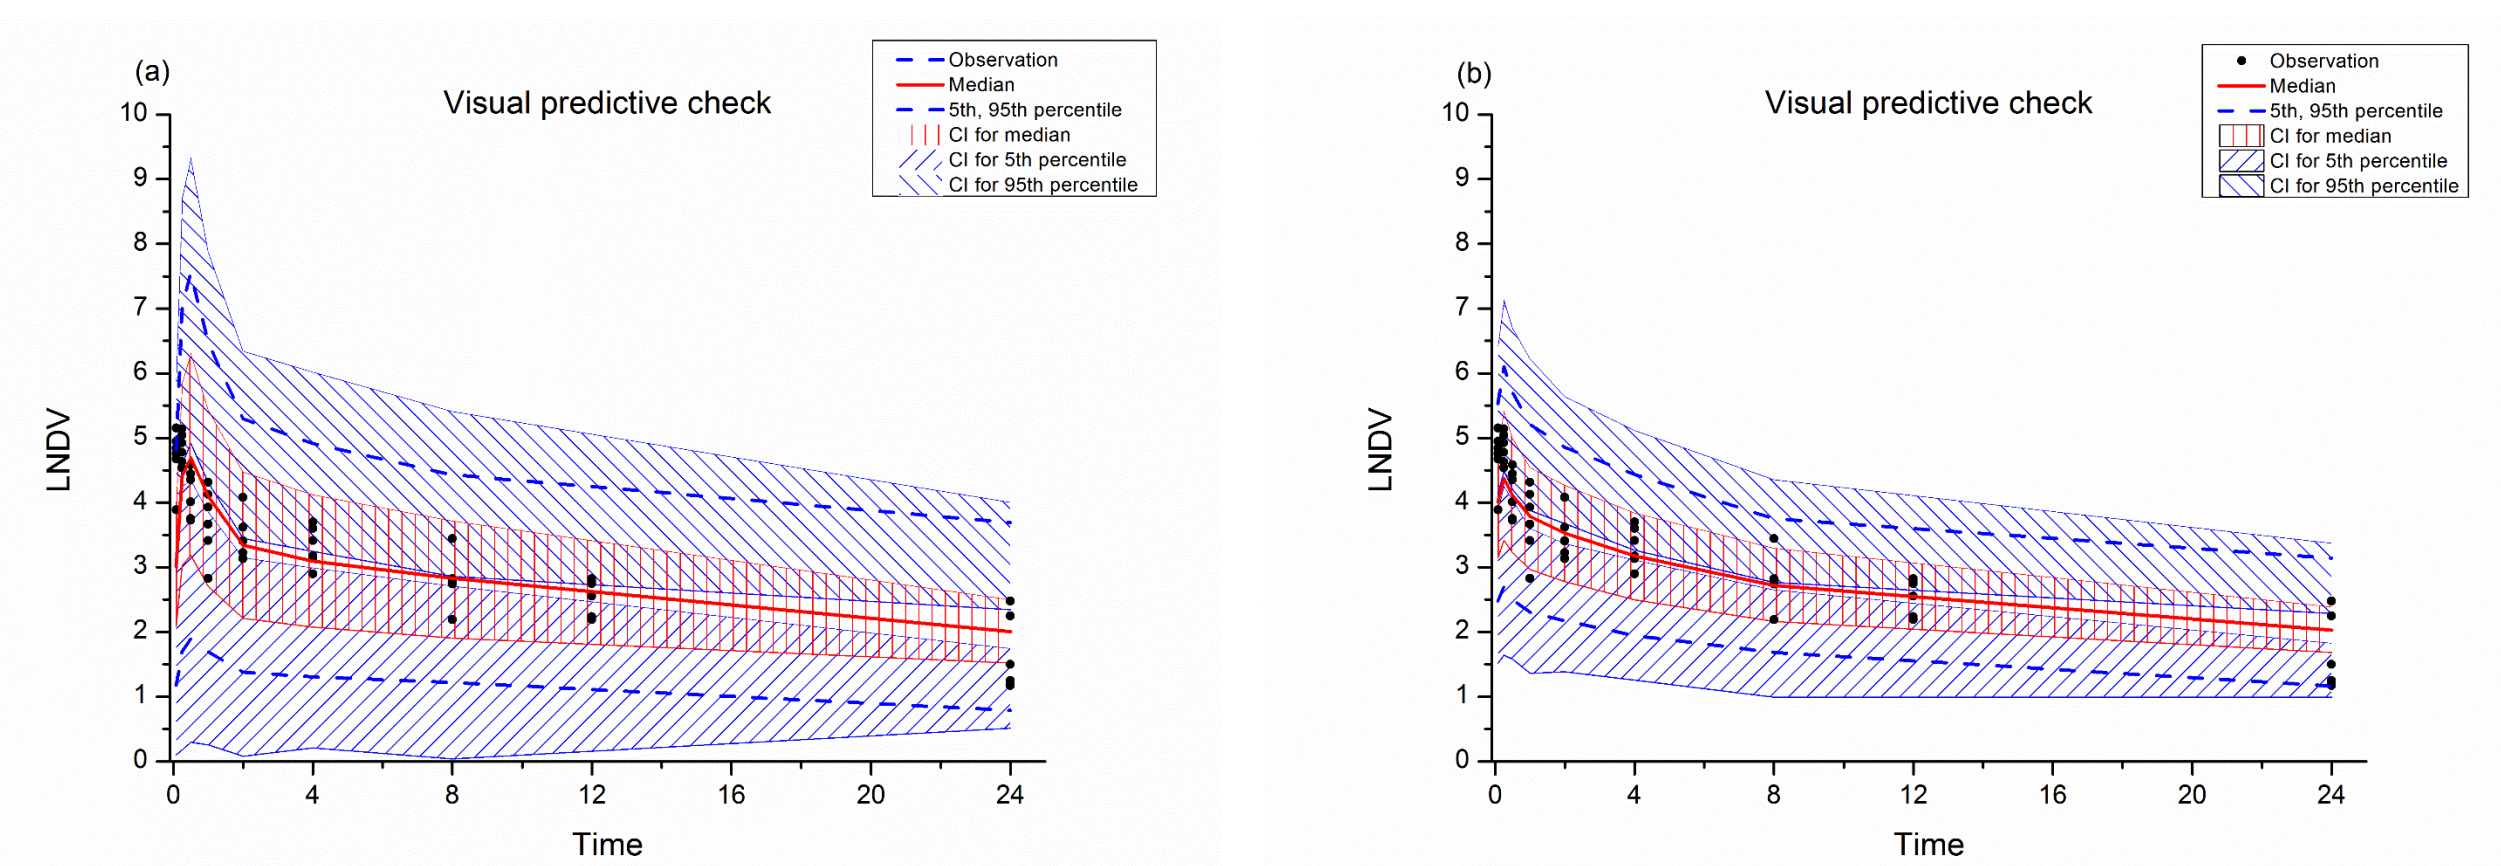 (a)
Visual predictive check
Observation
Median
5th, 95th percentile
CI for median
CI for 5th percentile
CI for 95th percentile
10
9
8
7
6
5
4
3
2
1
0
LNDV
0 4 8 12 16 20 24
Time
(b)
Visual predictive check
Observation
Median
5th, 95th percentile
CI for median
CI for 5th percentile
CI for 95th percentile
10
9
8
7
6
5
4
3
2
1
0
LNDV
0 4 8 12 16 20 24
Time